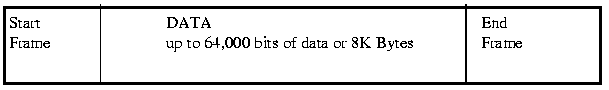 Start Frame
DATA
up to 64,000 bits of data or 8K Bytes
End Frame